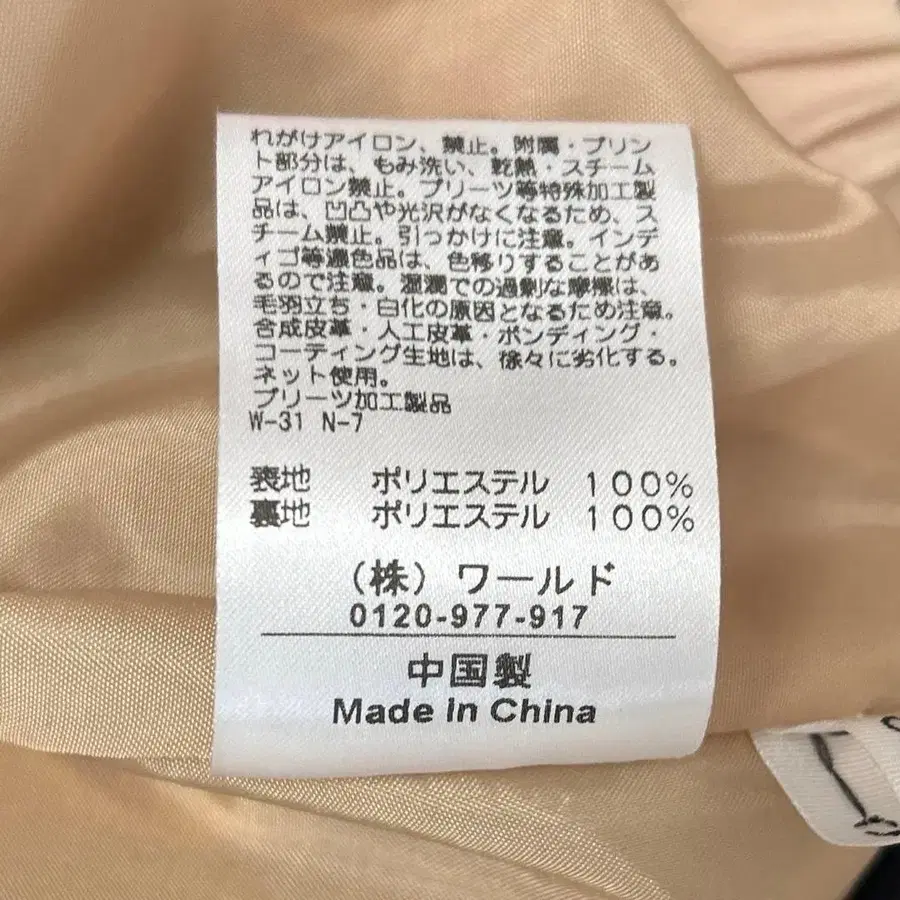 れがけアイロン、禁止。附属・プリン
ト部分は、もみ洗い、乾熱・スチーム
アイロン禁止。プリーツ等特殊加工製
品は、凹凸や光沢がなくなるため、ス
チーム禁止。引っかけに注意。インデ
ィゴ等濃色品は、色移りすることがあ
るので注意。湿潤での過剰な摩擦は、
毛羽立ち・白化の原因となるため注意。
合成皮革・人工皮革・ボンディング・
コーティング生地は、徐々に劣化する。
ネット使用。
プリーツ加工製品
W-31 N-7
表地 ポリエステル 100%
裏地 ポリエステル 100%
(株) ワールド
0120-977-917
中国製
Made in China